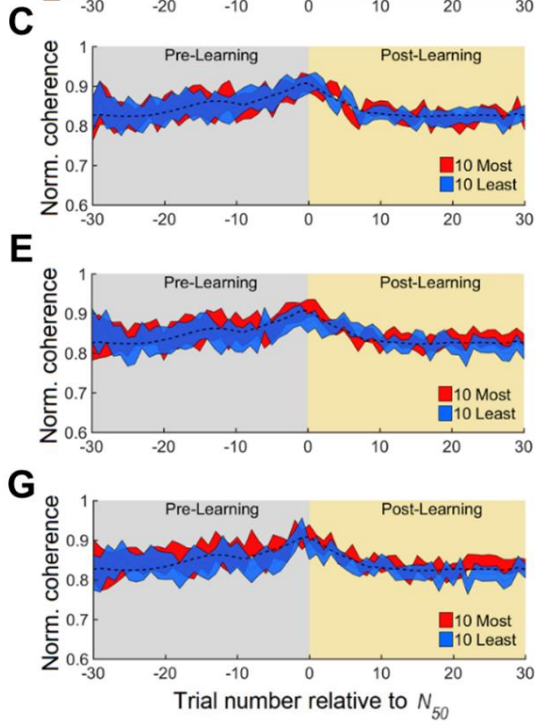 -30 -20 -10 0 10 20 30
C
Norm. coherence
1
0.9
0.8
0.7
0.6
Pre-Learning Post-Learning
10 Most
10 Least
-30 -20 -10 0 10 20 30
E
Norm. coherence
1
0.9
0.8
0.7
0.6
Pre-Learning Post-Learning
10 Most
10 Least
-30 -20 -10 0 10 20 30
G
Norm. coherence
1
0.9
0.8
0.7
0.6
Pre-Learning Post-Learning
10 Most
10 Least
-30 -20 -10 0 10 20 30
Trial number relative to N50